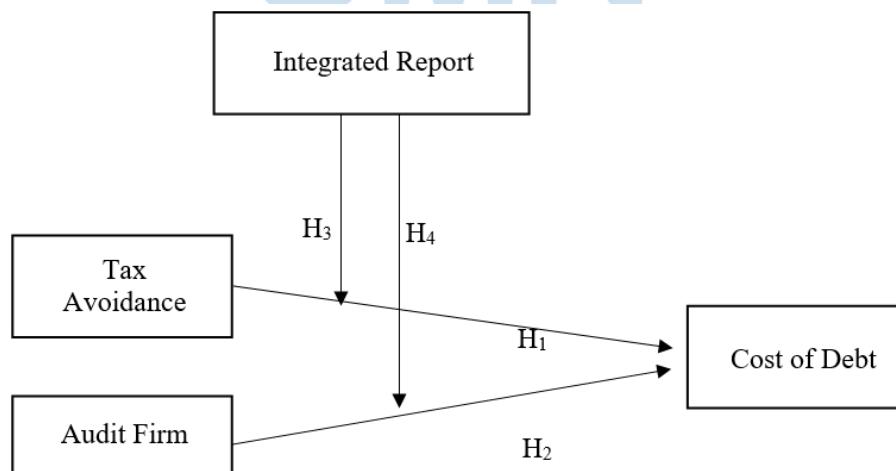 Integrated Report
H₃
H₄
Tax
Avoidance
H₁
Cost of Debt
Audit Firm
H₂